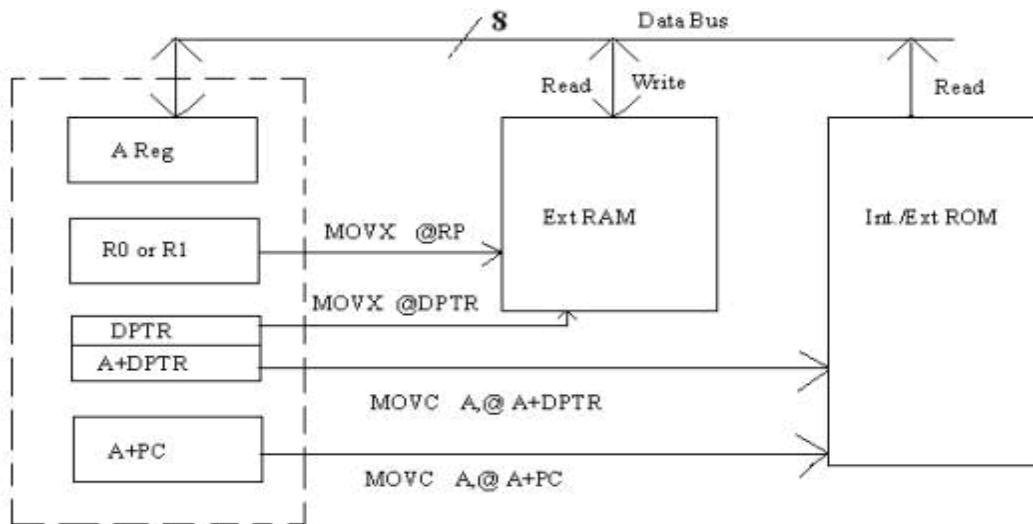 8
Data Bus
Read
Write
Read
A Reg
Ext RAM
Int./Ext ROM
MOVX @RP
R0 or R1
MOVX @DPTR
DPTR
A+DPTR
MOVC A,@ A+DPTR
A+PC
MOVC A,@ A+PC